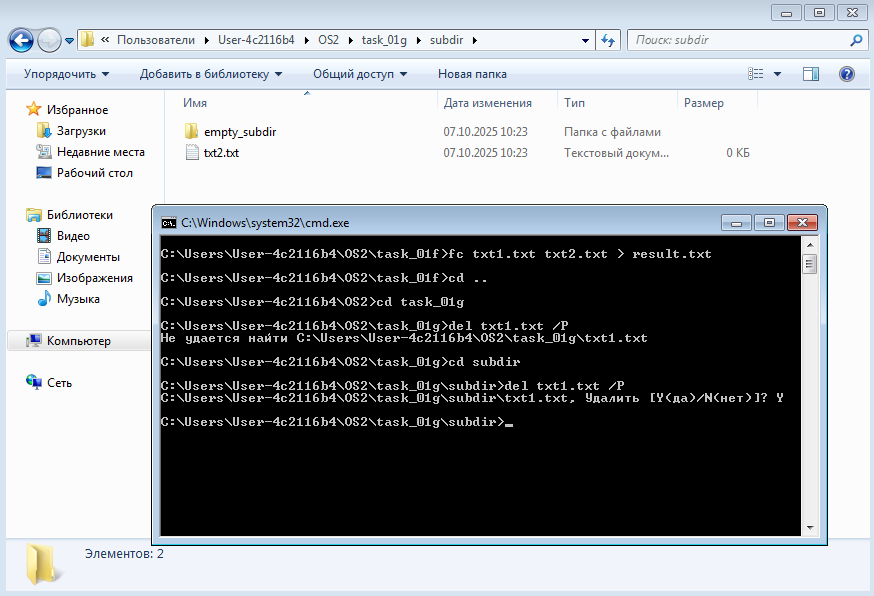 « Пользователи User-4c2116b4 OS2 task_01g subdir
Поиск: subdir
Упорядочить Добавить в библиотеку Общий доступ Новая папка
Имя Дата изменения Тип Размер
Избранное
Загрузки
Недавние места
Рабочий стол
Библиотеки
Видео
Документы
Изображения
Музыка
Компьютер
Сеть
empty_subdir 07.10.2025 10:23 Папка с файлами
txt2.txt 07.10.2025 10:23 Текстовый докум... 0 КБ
C:\Windows\system32\cmd.exe
C:\Users\User-4c2116b4\OS2\task_01f>fc txt1.txt txt2.txt > result.txt
C:\Users\User-4c2116b4\OS2\task_01f>cd ..
C:\Users\User-4c2116b4\OS2>cd task_01g
C:\Users\User-4c2116b4\OS2\task_01g>del txt1.txt /P
Не удается найти C:\Users\User-4c2116b4\OS2\task_01g\txt1.txt
C:\Users\User-4c2116b4\OS2\task_01g>cd subdir
C:\Users\User-4c2116b4\OS2\task_01g\subdir>del txt1.txt /P
C:\Users\User-4c2116b4\OS2\task_01g\subdir\txt1.txt, Удалить [Y(да)/N(нет)]? Y
C:\Users\User-4c2116b4\OS2\task_01g\subdir>_
Элементов: 2